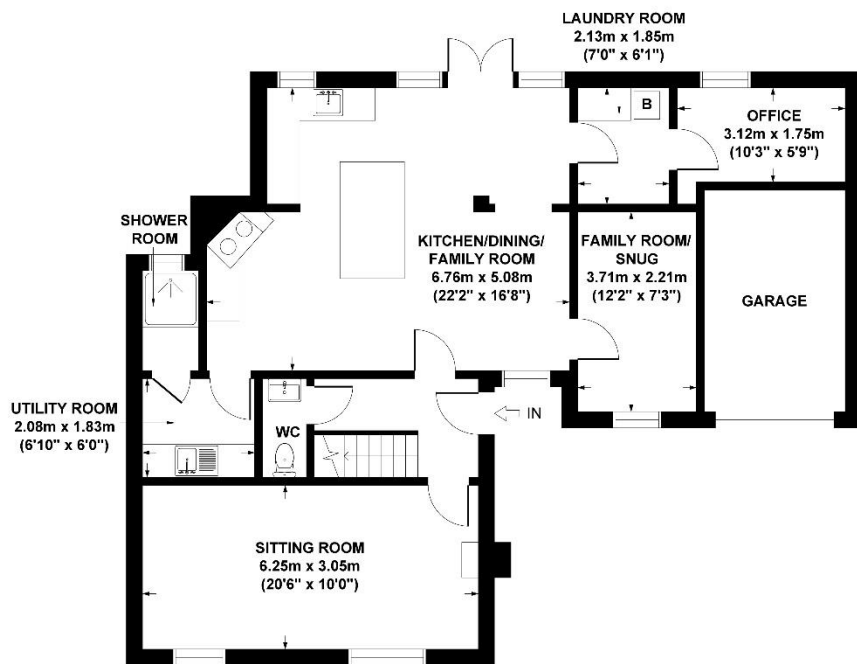 LAUNDRY ROOM
2.13m x 1.85m
(7'0" x 6'1")
B
OFFICE
3.12m x 1.75m
(10'3" x 5'9")
SHOWER
ROOM
KITCHEN/DINING/
FAMILY ROOM
6.76m x 5.08m
(22'2" x 16'8")
FAMILY ROOM/
SNUG
3.71m x 2.21m
(12'2" x 7'3")
GARAGE
UTILITY ROOM
2.08m x 1.83m
(6'10" x 6'0")
WC
IN
SITTING ROOM
6.25m x 3.05m
(20'6" x 10'0")